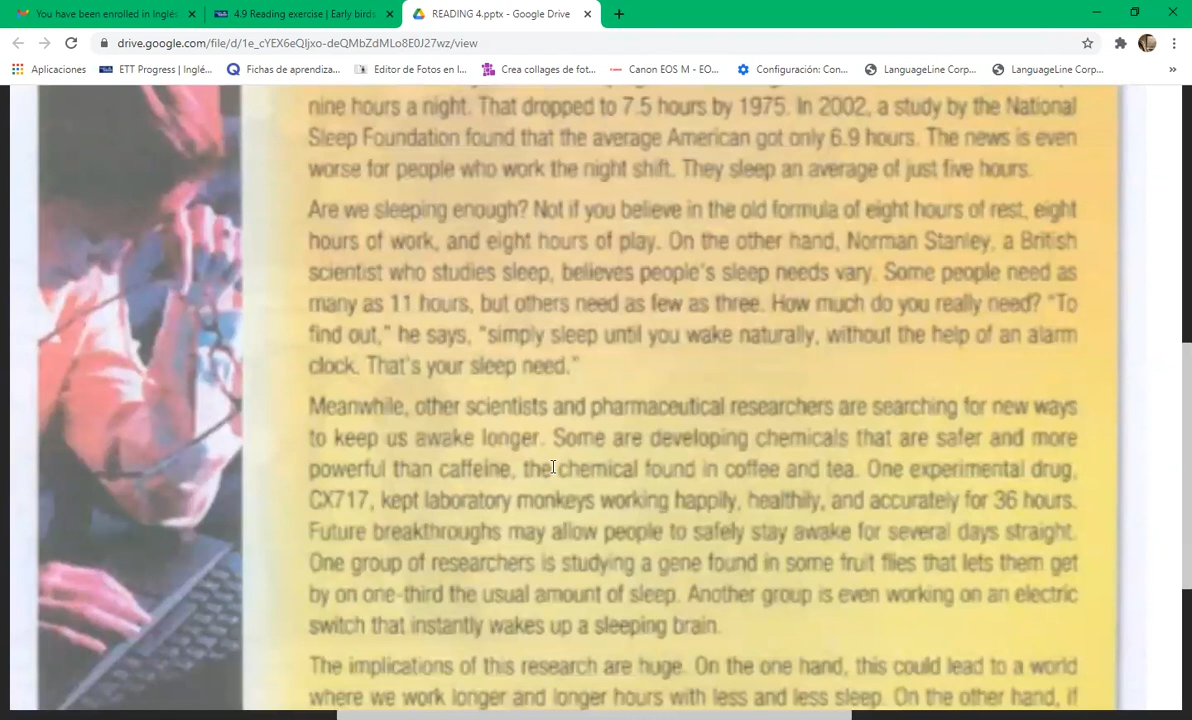 You have been enrolled in Inglés
4.9 Reading exercise | Early birds
READING 4.pptx - Google Drive
drive.google.com/file/d/1e_cYEX6eQljxo-deQMbZdMLo8E0J27wz/view
Aplicaciones
ETT Progress | Inglé...
Fichas de aprendiza...
Editor de Fotos en l...
Crea collages de fot...
Canon EOS M - EO...
Configuración: Con...
LanguageLine Corp...
LanguageLine Corp...
nine hours a night. That dropped to 7.5 hours by 1975. In 2002, a study by the National
Sleep Foundation found that the average American got only 6.9 hours. The news is even
worse for people who work the night shift. They sleep an average of just five hours.
Are we sleeping enough? Not if you believe in the old formula of eight hours of rest, eight
hours of work, and eight hours of play. On the other hand, Norman Stanley, a British
scientist who studies sleep, believes people's sleep needs vary. Some people need as
many as 11 hours, but others need as few as three. How much do you really need? "To
find out," he says, "simply sleep until you wake naturally, without the help of an alarm
clock. That's your sleep need."
Meanwhile, other scientists and pharmaceutical researchers are searching for new ways
to keep us awake longer. Some are developing chemicals that are safer and more
powerful than caffeine, the chemical found in coffee and tea. One experimental drug,
CX717, kept laboratory monkeys working happily, healthily, and accurately for 36 hours.
Future breakthroughs may allow people to safely stay awake for several days straight.
One group of researchers is studying a gene found in some fruit flies that lets them get
by on one-third the usual amount of sleep. Another group is even working on an electric
switch that instantly wakes up a sleeping brain.
The implications of this research are huge. On the one hand, this could lead to a world
where we work longer and longer hours with less and less sleep. On the other hand, if